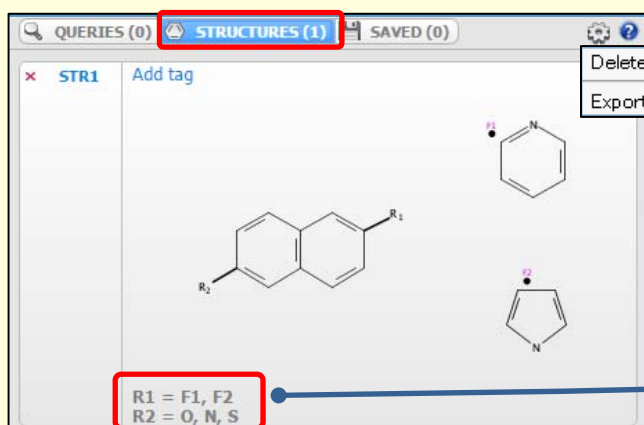 QUERIES (0) STRUCTURES (1) SAVED (0) ?
Delete
× STR1 Add tag
Export
F1
N
R₁
R₂
F2
N
R1 = F1, F2
R2 = O, N, S